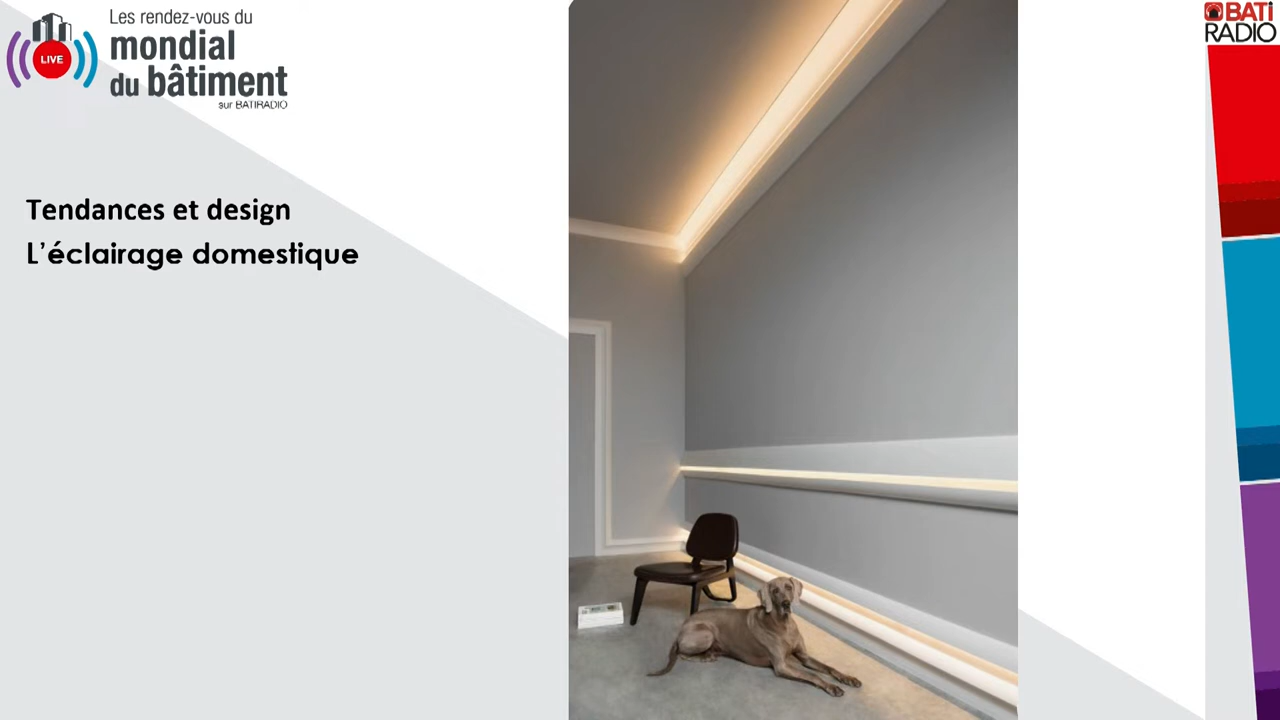 Les rendez-vous du
mondial
du bâtiment
sur BATIRADIO
LIVE
BATi
RADIO
Tendances et design
L'éclairage domestique